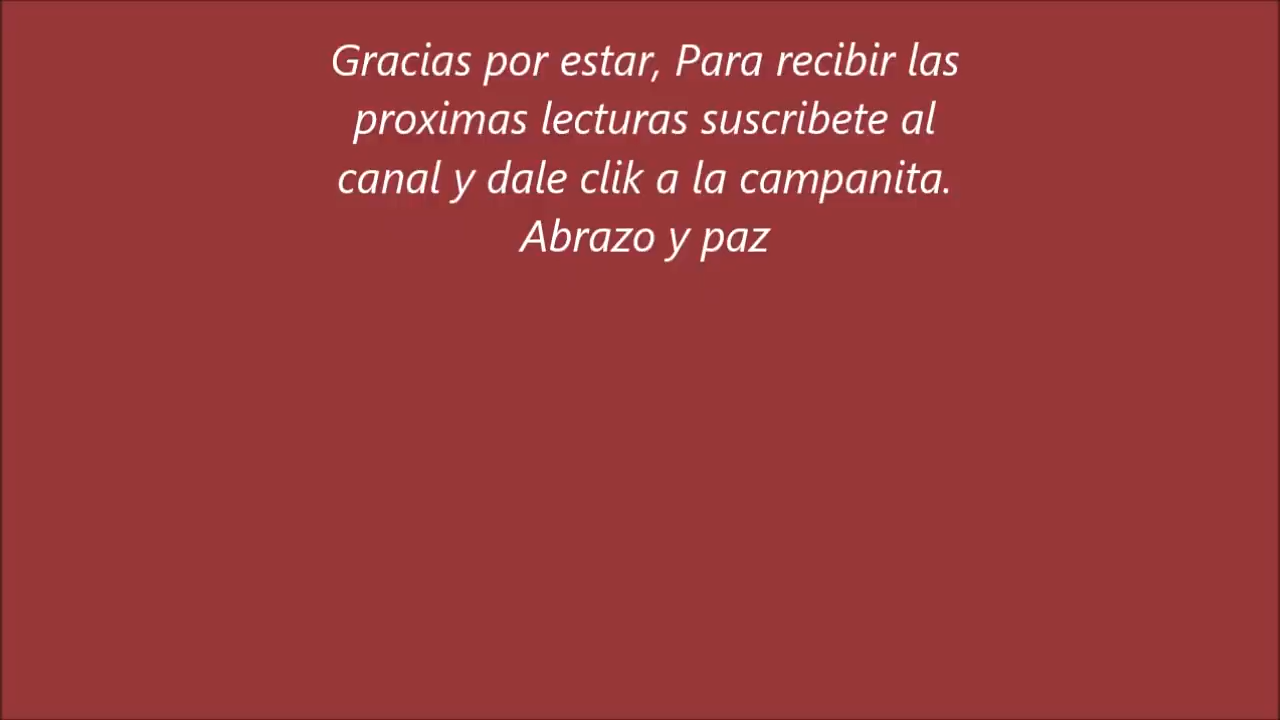 Gracias por estar, Para recibir las
proximas lecturas suscribete al
canal y dale clik a la campanita.
Abrazo y paz